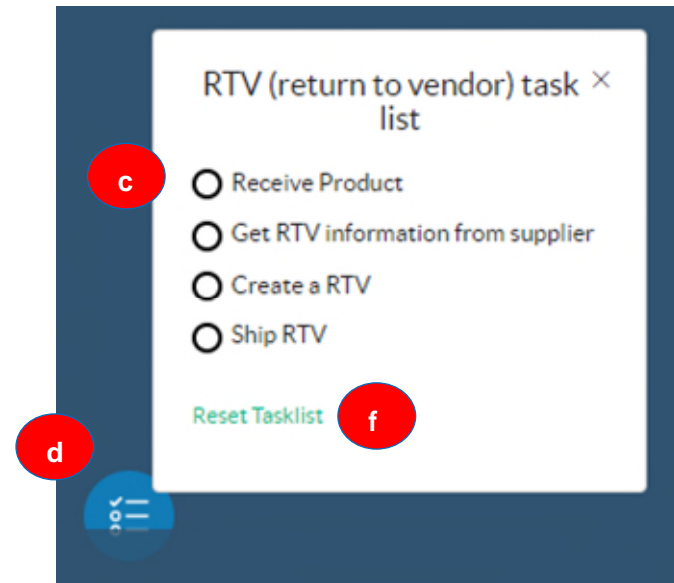 RTV (return to vendor) task ×
list
c
Receive Product
Get RTV information from supplier
Create a RTV
Ship RTV
Reset Tasklist
f
d